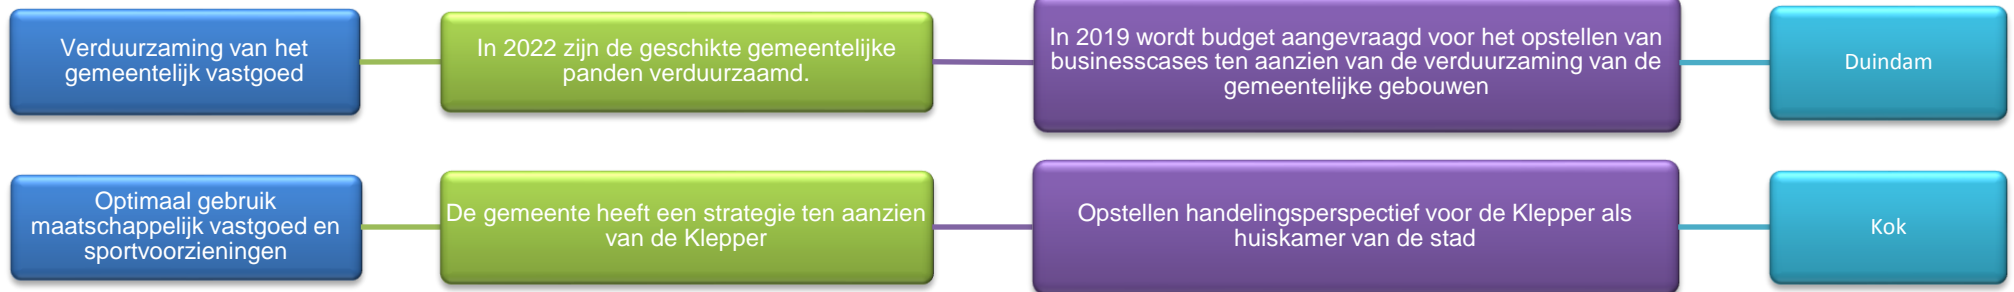 Verduurzaming van het
gemeentelijk vastgoed
In 2022 zijn de geschikte gemeentelijke
panden verduurzaamd.
In 2019 wordt budget aangevraagd voor het opstellen van
businesscases ten aanzien van de verduurzaming van de
gemeentelijke gebouwen
Duindam
Optimaal gebruik
maatschappelijk vastgoed en
sportvoorzieningen
De gemeente heeft een strategie ten aanzien
van de Klepper
Opstellen handelingsperspectief voor de Klepper als
huiskamer van de stad
Kok